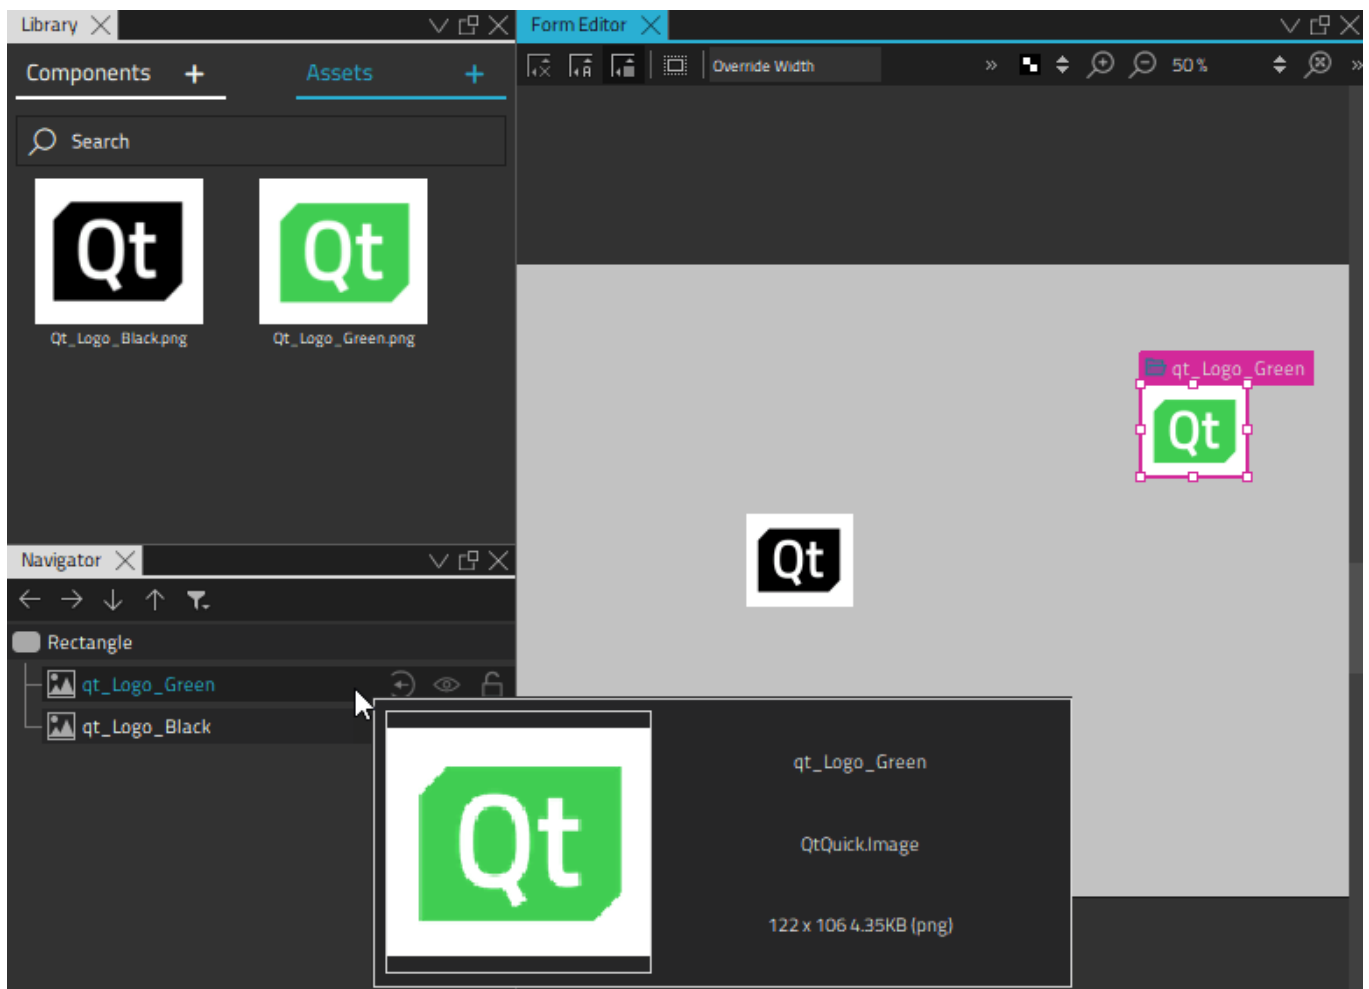 Library
Form Editor
Components +
Assets +
Override Width
50%
Search
Qt
Qt
Qt_Logo_Black.png
Qt_Logo_Green.png
qt_Logo_Green
Qt
Qt
Navigator
Rectangle
qt_Logo_Green
qt_Logo_Black
Qt
qt_Logo_Green
QtQuick.Image
122 x 106 4.35KB (png)